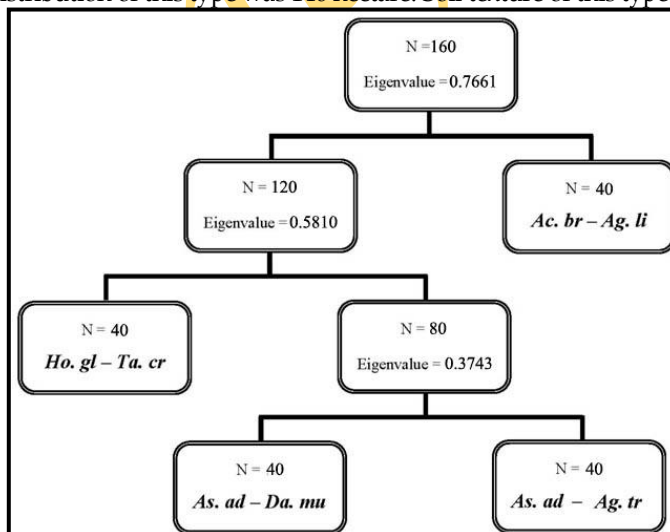 N =160
Eigenvalue = 0.7661
N = 120
Eigenvalue = 0.5810
N = 40
Ac. br – Ag. li
N = 40
Ho. gl – Ta. cr
N = 80
Eigenvalue = 0.3743
N = 40
As. ad – Da. mu
N = 40
As. ad – Ag. tr